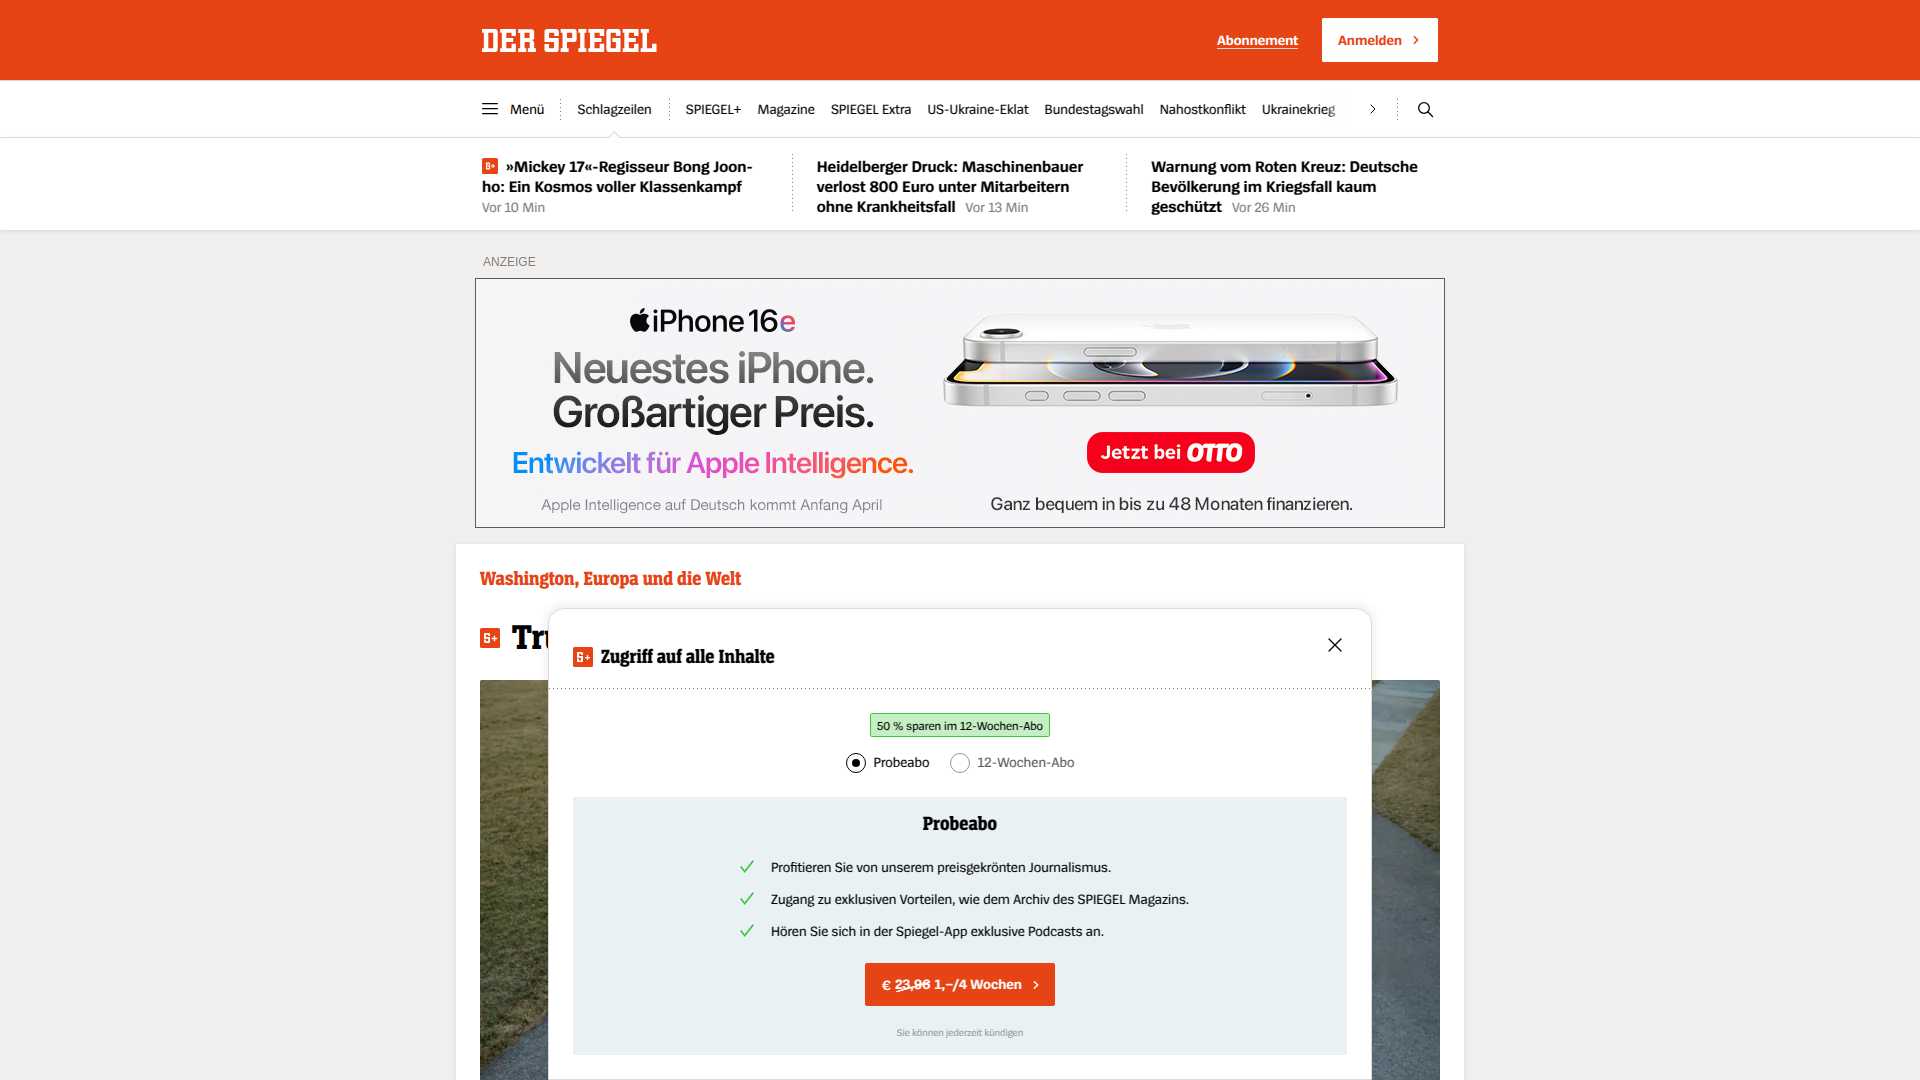 DER SPIEGEL
Abonnement
Anmelden
Menü
Schlagzeilen
SPIEGEL+
Magazine
SPIEGEL Extra
US-Ukraine-Eklat
Bundestagswahl
Nahostkonflikt
Ukrainekrieg
»Mickey 17«-Regisseur Bong Joon-
ho: Ein Kosmos voller Klassenkampf
Vor 10 Min
Heidelberger Druck: Maschinenbauer
verlost 800 Euro unter Mitarbeitern
ohne Krankheitsfall Vor 13 Min
Warnung vom Roten Kreuz: Deutsche
Bevölkerung im Kriegsfall kaum
geschützt Vor 26 Min
ANZEIGE
iPhone 16e
Neuestes iPhone.
Großartiger Preis.
Entwickelt für Apple Intelligence.
Apple Intelligence auf Deutsch kommt Anfang April
Jetzt bei OTTO
Ganz bequem in bis zu 48 Monaten finanzieren.
Washington, Europa und die Welt
Zugriff auf alle Inhalte
50 % sparen im 12-Wochen-Abo
Probeabo
12-Wochen-Abo
Probeabo
Profitieren Sie von unserem preisgekrönten Journalismus.
Zugang zu exklusiven Vorteilen, wie dem Archiv des SPIEGEL Magazins.
Hören Sie sich in der Spiegel-App exklusive Podcasts an.
€ 23,96 1,–/4 Wochen
Sie können jederzeit kündigen